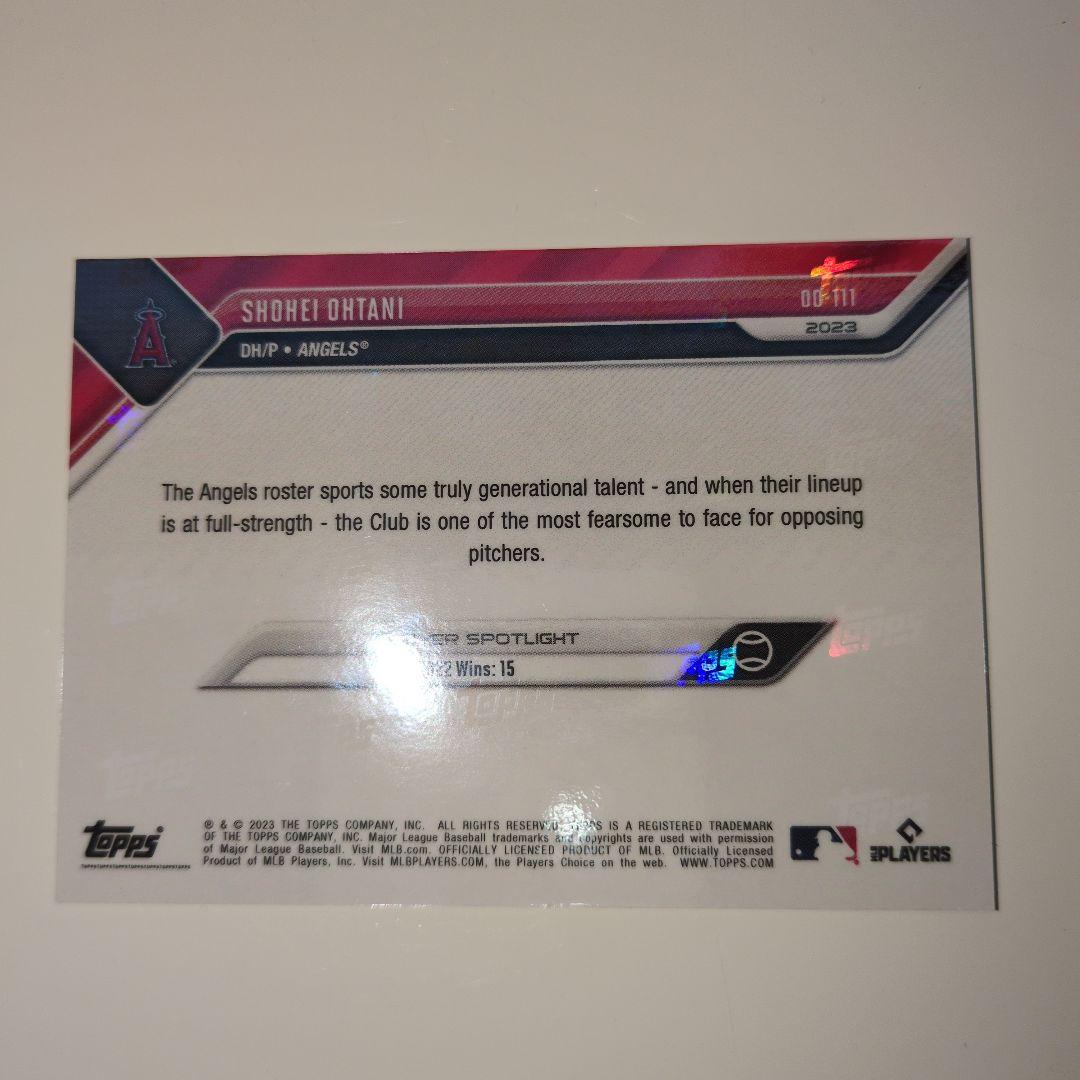 SHOHEI OHTANI
OD-111
2023
DH/P • ANGELS®
The Angels roster sports some truly generational talent - and when their lineup
is at full-strength - the Club is one of the most fearsome to face for opposing
pitchers.
SPOTLIGHT
Wins: 15
topps
® & © 2023 THE TOPPS COMPANY, INC. ALL RIGHTS RESERVED. TOPPS IS A REGISTERED TRADEMARK
OF THE TOPPS COMPANY, INC. Major League Baseball trademarks and copyrights are used with permission
of Major League Baseball. Visit MLB.com. OFFICIALLY LICENSED PRODUCT OF MLB. Officially Licensed
Product of MLB Players, Inc. Visit MLBPLAYERS.COM, the Players Choice on the web. WWW.TOPPS.COM
MLB PLAYERS